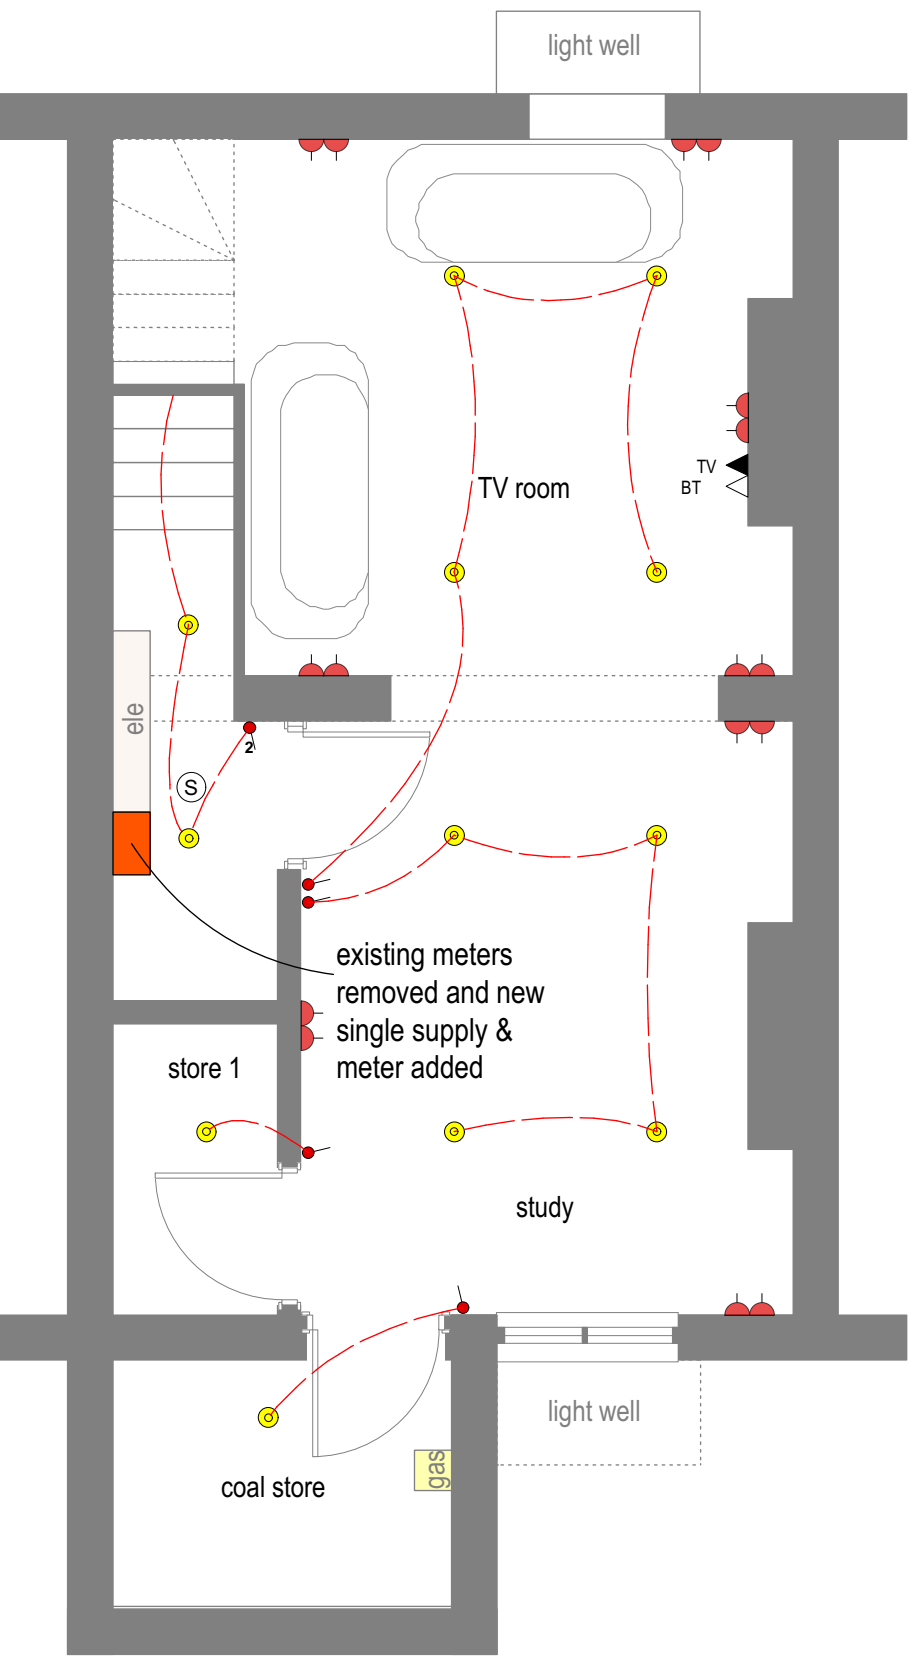 light well
TV
BT
TV room
ele
2
S
existing meters
removed and new
single supply &
meter added
store 1
study
light well
gas
coal store